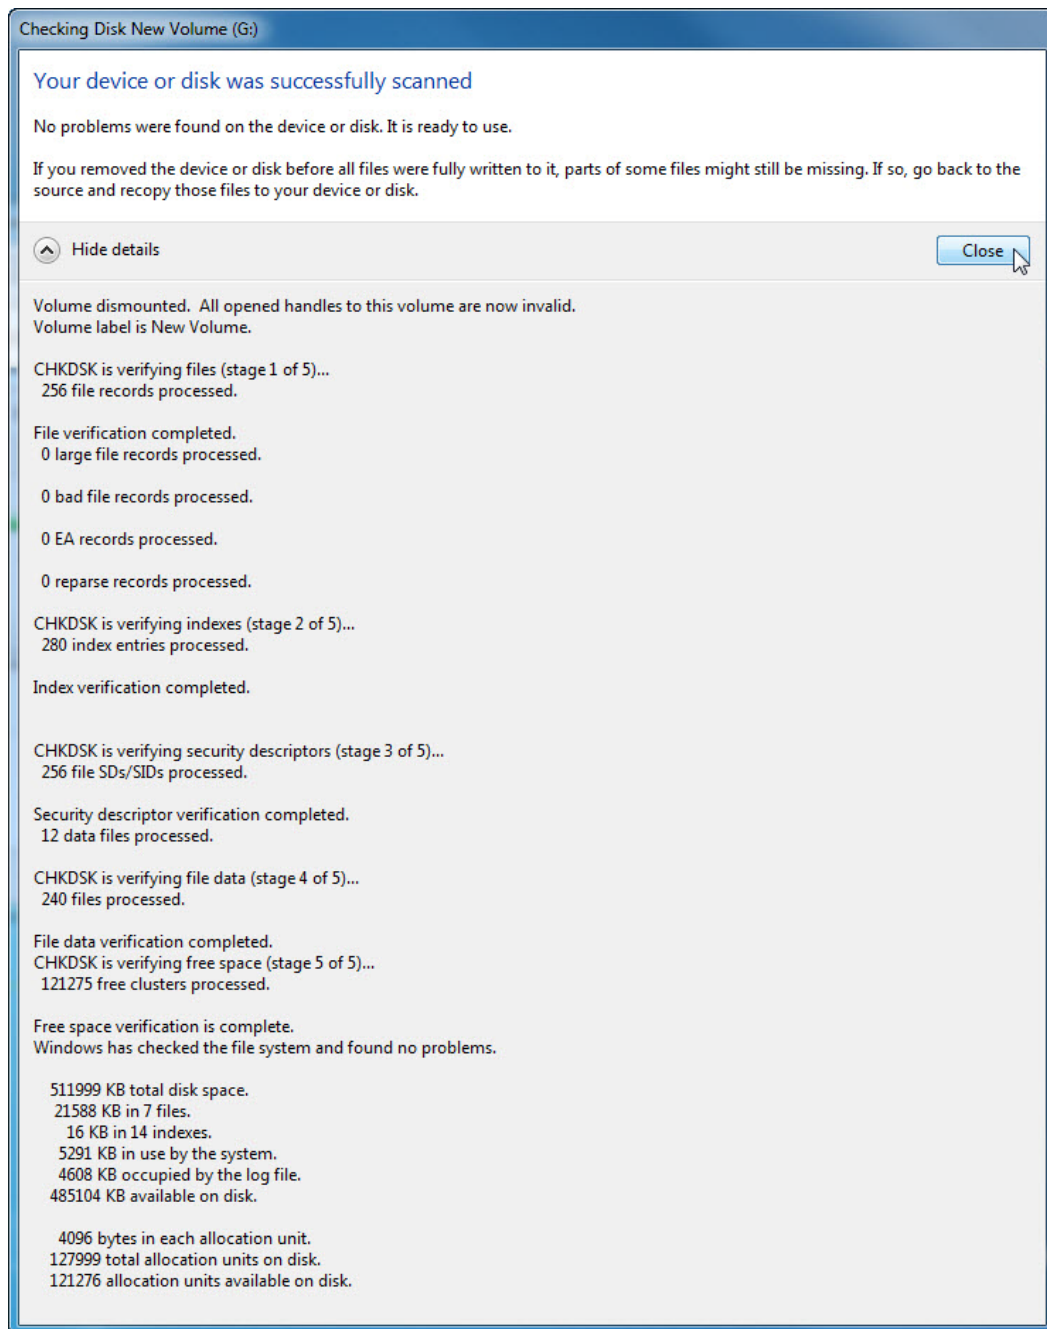 Checking Disk New Volume (G:)
Your device or disk was successfully scanned
No problems were found on the device or disk. It is ready to use.
If you removed the device or disk before all files were fully written to it, parts of some files might still be missing. If so, go back to the
source and recopy those files to your device or disk.
Hide details
Close
Volume dismounted.  All opened handles to this volume are now invalid.
Volume label is New Volume.
CHKDSK is verifying files (stage 1 of 5)...
256 file records processed.
File verification completed.
0 large file records processed.
0 bad file records processed.
0 EA records processed.
0 reparse records processed.
CHKDSK is verifying indexes (stage 2 of 5)...
280 index entries processed.
Index verification completed.
CHKDSK is verifying security descriptors (stage 3 of 5)...
256 file SDs/SIDs processed.
Security descriptor verification completed.
12 data files processed.
CHKDSK is verifying file data (stage 4 of 5)...
240 files processed.
File data verification completed.
CHKDSK is verifying free space (stage 5 of 5)...
121275 free clusters processed.
Free space verification is complete.
Windows has checked the file system and found no problems.
511999 KB total disk space.
21588 KB in 7 files.
16 KB in 14 indexes.
5291 KB in use by the system.
4608 KB occupied by the log file.
485104 KB available on disk.
4096 bytes in each allocation unit.
127999 total allocation units on disk.
121276 allocation units available on disk.